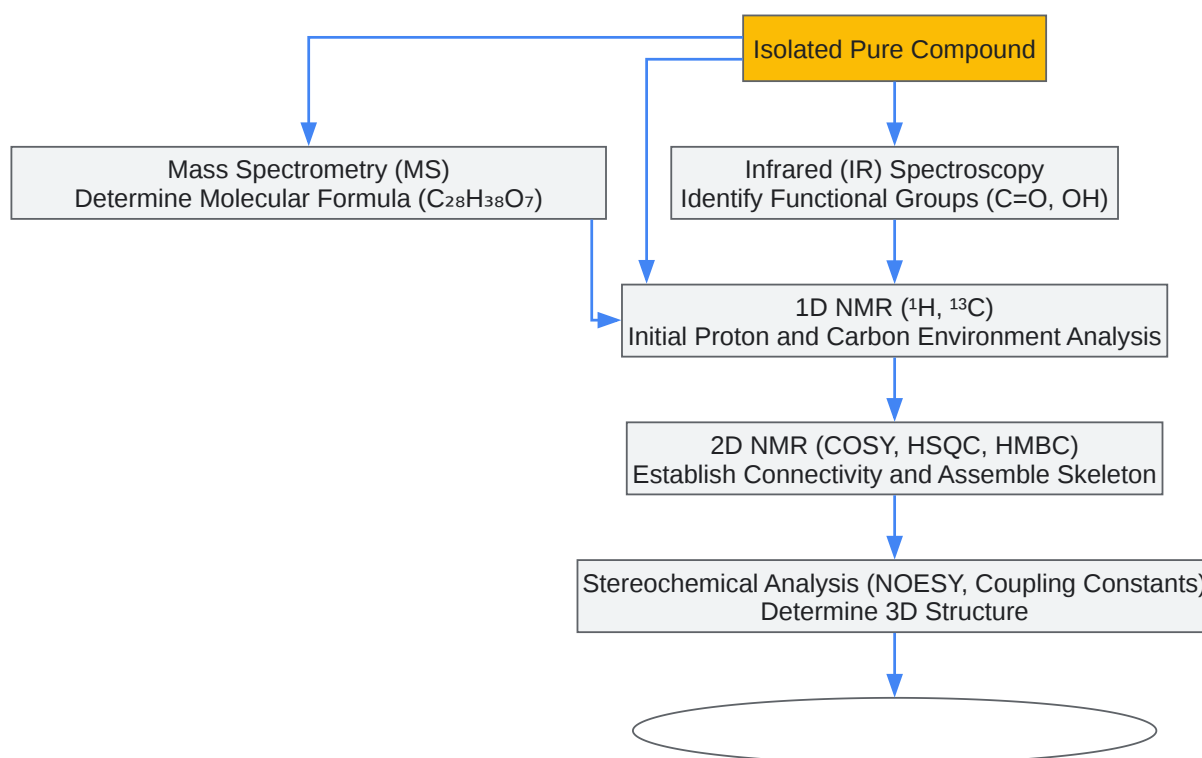 Isolated Pure Compound
Mass Spectrometry (MS)
Determine Molecular Formula (C₂₈H₃₈O₇)
Infrared (IR) Spectroscopy
Identify Functional Groups (C=O, OH)
1D NMR (¹H, ¹³C)
Initial Proton and Carbon Environment Analysis
2D NMR (COSY, HSQC, HMBC)
Establish Connectivity and Assemble Skeleton
Stereochemical Analysis (NOESY, Coupling Constants)
Determine 3D Structure